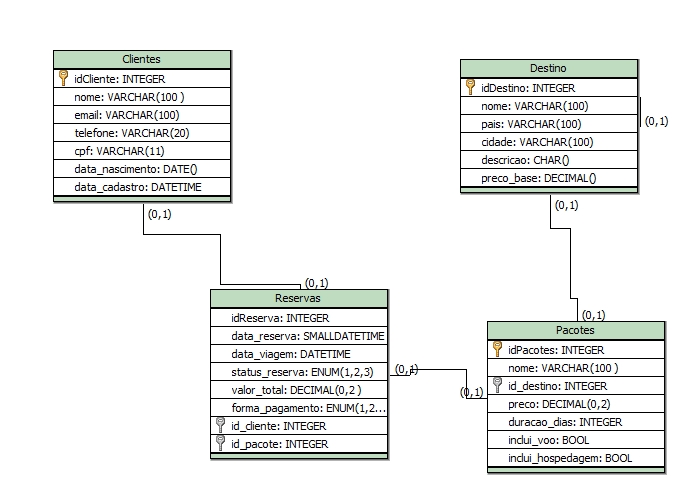 Clientes
idCliente: INTEGER
nome: VARCHAR(100 )
email: VARCHAR(100)
telefone: VARCHAR(20)
cpf: VARCHAR(11)
data_nascimento: DATE()
data_cadastro: DATETIME
(0,1)
Destino
idDestino: INTEGER
nome: VARCHAR(100)
pais: VARCHAR(100)
cidade: VARCHAR(100)
descricao: CHAR()
preco_base: DECIMAL()
(0,1)
(0,1)
(0,1)
Reservas
idReserva: INTEGER
data_reserva: SMALLDATETIME
data_viagem: DATETIME
status_reserva: ENUM(1,2,3)
valor_total: DECIMAL(0,2 )
forma_pagamento: ENUM(1,2...
id_cliente: INTEGER
id_pacote: INTEGER
(0,1)
(0,1)
(0,1)
Pacotes
idPacotes: INTEGER
nome: VARCHAR(100 )
id_destino: INTEGER
preco: DECIMAL(0,2)
duracao_dias: INTEGER
inclui_voo: BOOL
inclui_hospedagem: BOOL